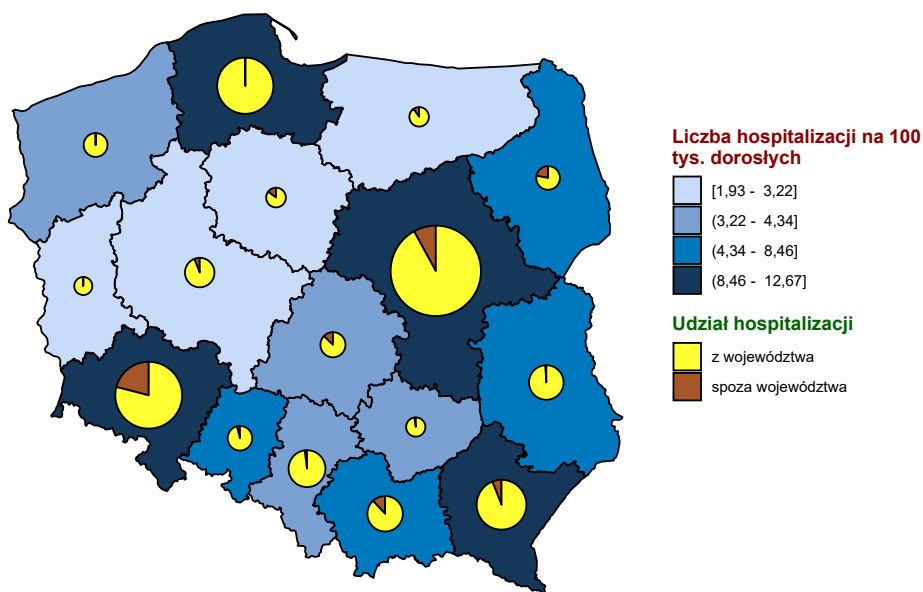 Liczba hospitalizacji na 100
tys. dorosłych
[1,93 - 3,22]
(3,22 - 4,34]
(4,34 - 8,46]
(8,46 - 12,67]
Udział hospitalizacji
z województwa
spoza województwa